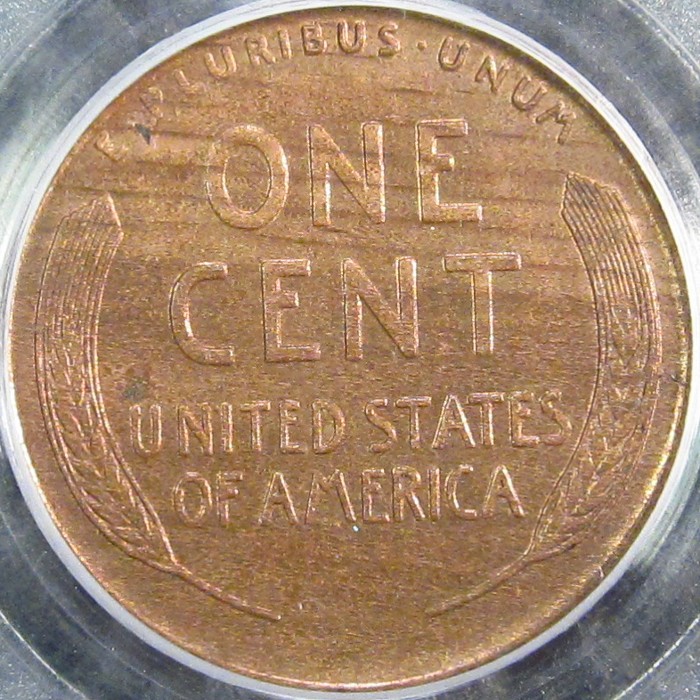 E PLURIBUS · UNUM
ONE
CENT
UNITED STATES
OF AMERICA